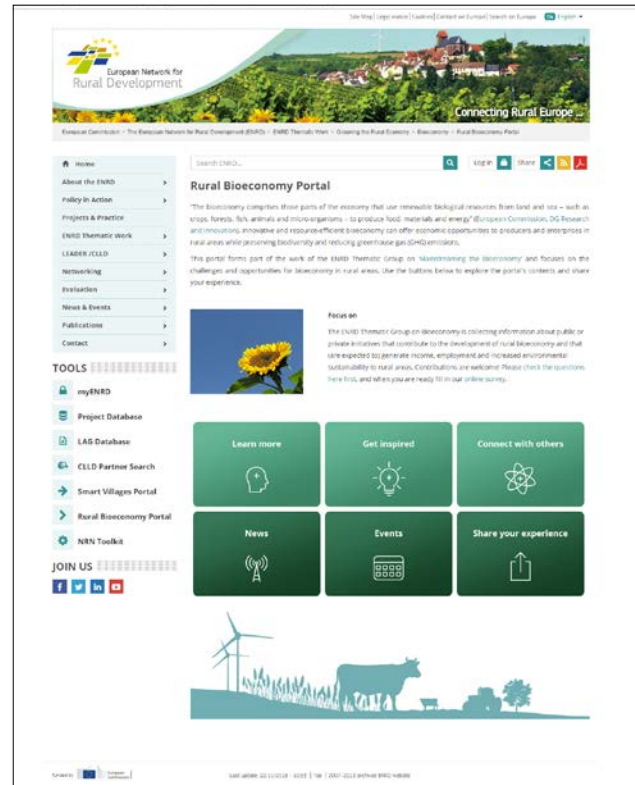 Site Map | Legal notice | Cookies | Contact on Europa | Search on Europa EN English
European Network for
Rural Development
Connecting Rural Europe ...
European Commission > The European Network for Rural Development (ENRD) > ENRD Thematic Work > Greening the Rural Economy > Bioeconomy > Rural Bioeconomy Portal
Home
About the ENRD
Policy in Action
Projects & Practice
ENRD Thematic Work
LEADER /CLLD
Networking
Evaluation
News & Events
Publications
Contact
TOOLS
myENRD
Project Database
LAG Database
CLLD Partner Search
Smart Villages Portal
Rural Bioeconomy Portal
NRN Toolkit
JOIN US
Search ENRD...
Log in
Share
Rural Bioeconomy Portal
"The bioeconomy comprises those parts of the economy that use renewable biological resources from land and sea – such as
crops, forests, fish, animals and micro-organisms – to produce food, materials and energy" (European Commission, DG Research
and Innovation). Innovative and resource-efficient bioeconomy can offer economic opportunities to producers and enterprises in
rural areas while preserving biodiversity and reducing greenhouse gas (GHG) emissions.
This portal forms part of the work of the ENRD Thematic Group on 'Mainstreaming the Bioeconomy' and focuses on the
challenges and opportunities for bioeconomy in rural areas. Use the buttons below to explore the portal's contents and share
your experience.
Focus on
The ENRD Thematic Group on Bioeconomy is collecting information about public or
private initiatives that contribute to the development of rural bioeconomy and that
(are expected to) generate income, employment and increased environmental
sustainability to rural areas. Contributions are welcome! Please check the questions
here first, and when you are ready fill in our online survey.
Learn more
Get inspired
Connect with others
News
Events
Share your experience
European
Commission
| Top | 2007-2013 archived ENRD website